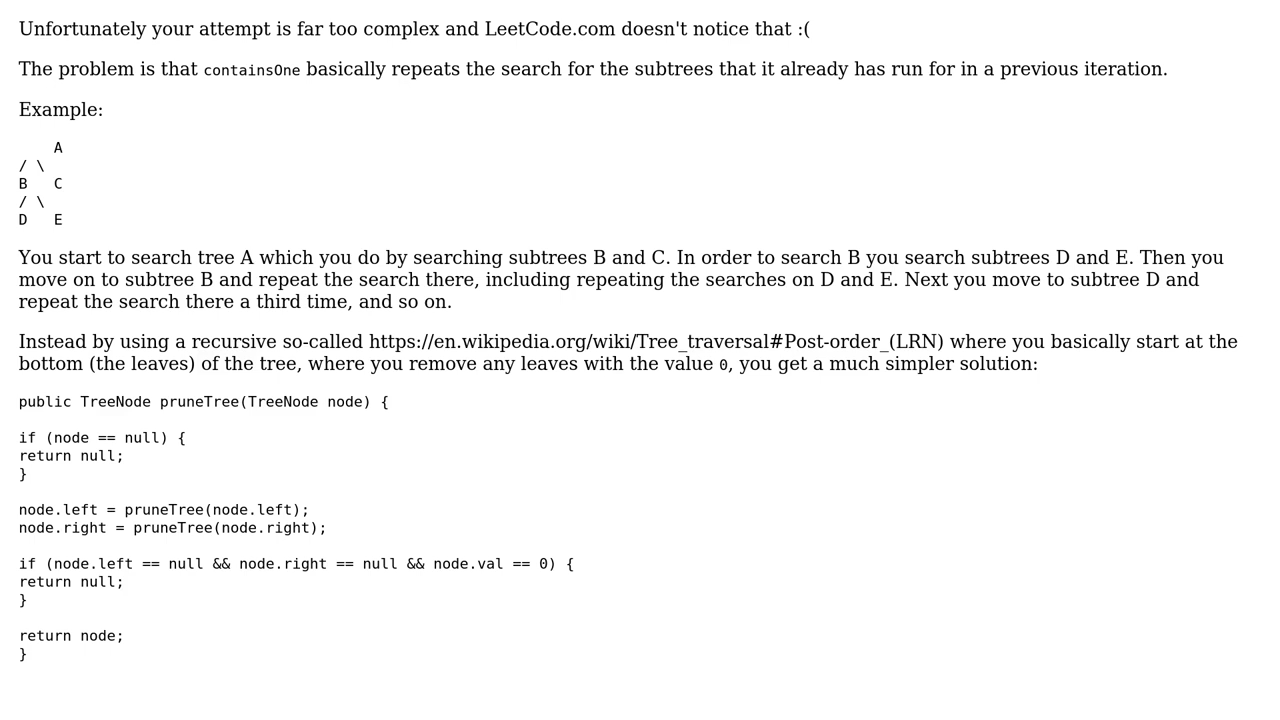 Unfortunately your attempt is far too complex and LeetCode.com doesn't notice that :(
The problem is that containsOne basically repeats the search for the subtrees that it already has run for in a previous iteration.
Example:
    A
/ \
B   C
/ \
D   E
You start to search tree A which you do by searching subtrees B and C. In order to search B you search subtrees D and E. Then you
move on to subtree B and repeat the search there, including repeating the searches on D and E. Next you move to subtree D and
repeat the search there a third time, and so on.
Instead by using a recursive so-called https://en.wikipedia.org/wiki/Tree_traversal#Post-order_(LRN) where you basically start at the
bottom (the leaves) of the tree, where you remove any leaves with the value 0, you get a much simpler solution:
public TreeNode pruneTree(TreeNode node) {
if (node == null) {
return null;
}
node.left = pruneTree(node.left);
node.right = pruneTree(node.right);
if (node.left == null && node.right == null && node.val == 0) {
return null;
}
return node;
}